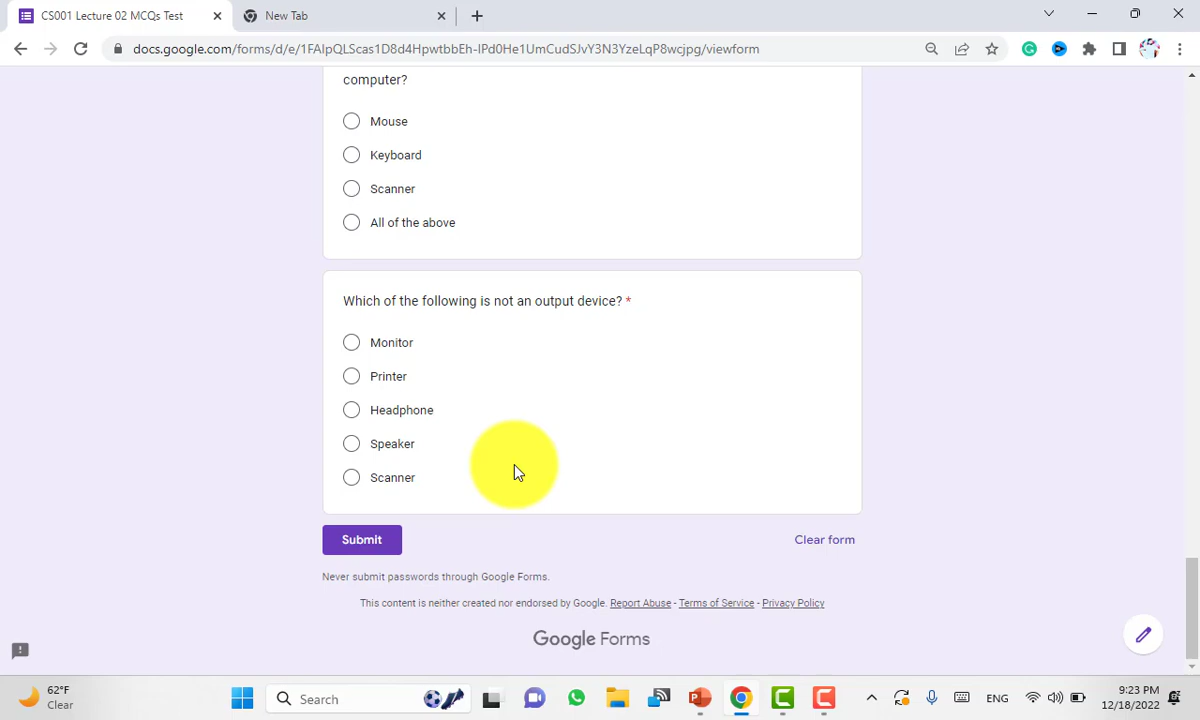 CS001 Lecture 02 MCQs Test
New Tab
docs.google.com/forms/d/e/1FAIpQLScas1D8d4HpwtbbEh-IPd0He1UmCudSJvY3N3YzeLqP8wcjpg/viewform
computer?
Mouse
Keyboard
Scanner
All of the above
Which of the following is not an output device? *
Monitor
Printer
Headphone
Speaker
Scanner
Submit
Clear form
Never submit passwords through Google Forms.
This content is neither created nor endorsed by Google. Report Abuse - Terms of Service - Privacy Policy
Google Forms
62°F
Clear
Search
ENG
9:23 PM
12/18/2022